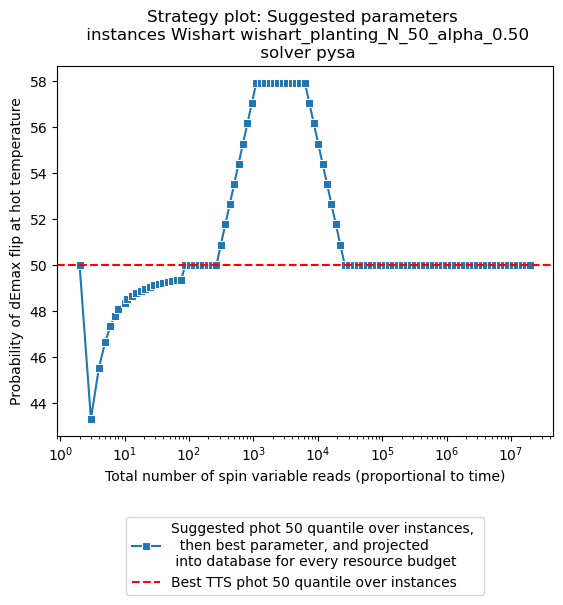 Strategy plot: Suggested parameters
instances Wishart wishart_planting_N_50_alpha_0.50
solver pysa
Probability of dEmax flip at hot temperature
58
56
54
52
50
48
46
44
10^0
10^1
10^2
10^3
10^4
10^5
10^6
10^7
Total number of spin variable reads (proportional to time)
Suggested phot 50 quantile over instances,
then best parameter, and projected
into database for every resource budget
Best TTS phot 50 quantile over instances